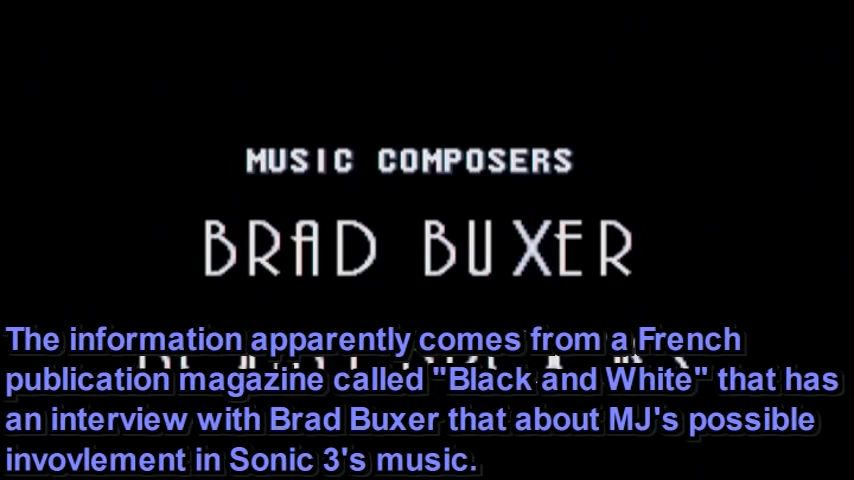 MUSIC COMPOSERS
BRAD BUXER
The information apparently comes from a French
publication magazine called "Black and White" that has
an interview with Brad Buxer that about MJ's possible
invovlement in Sonic 3's music.